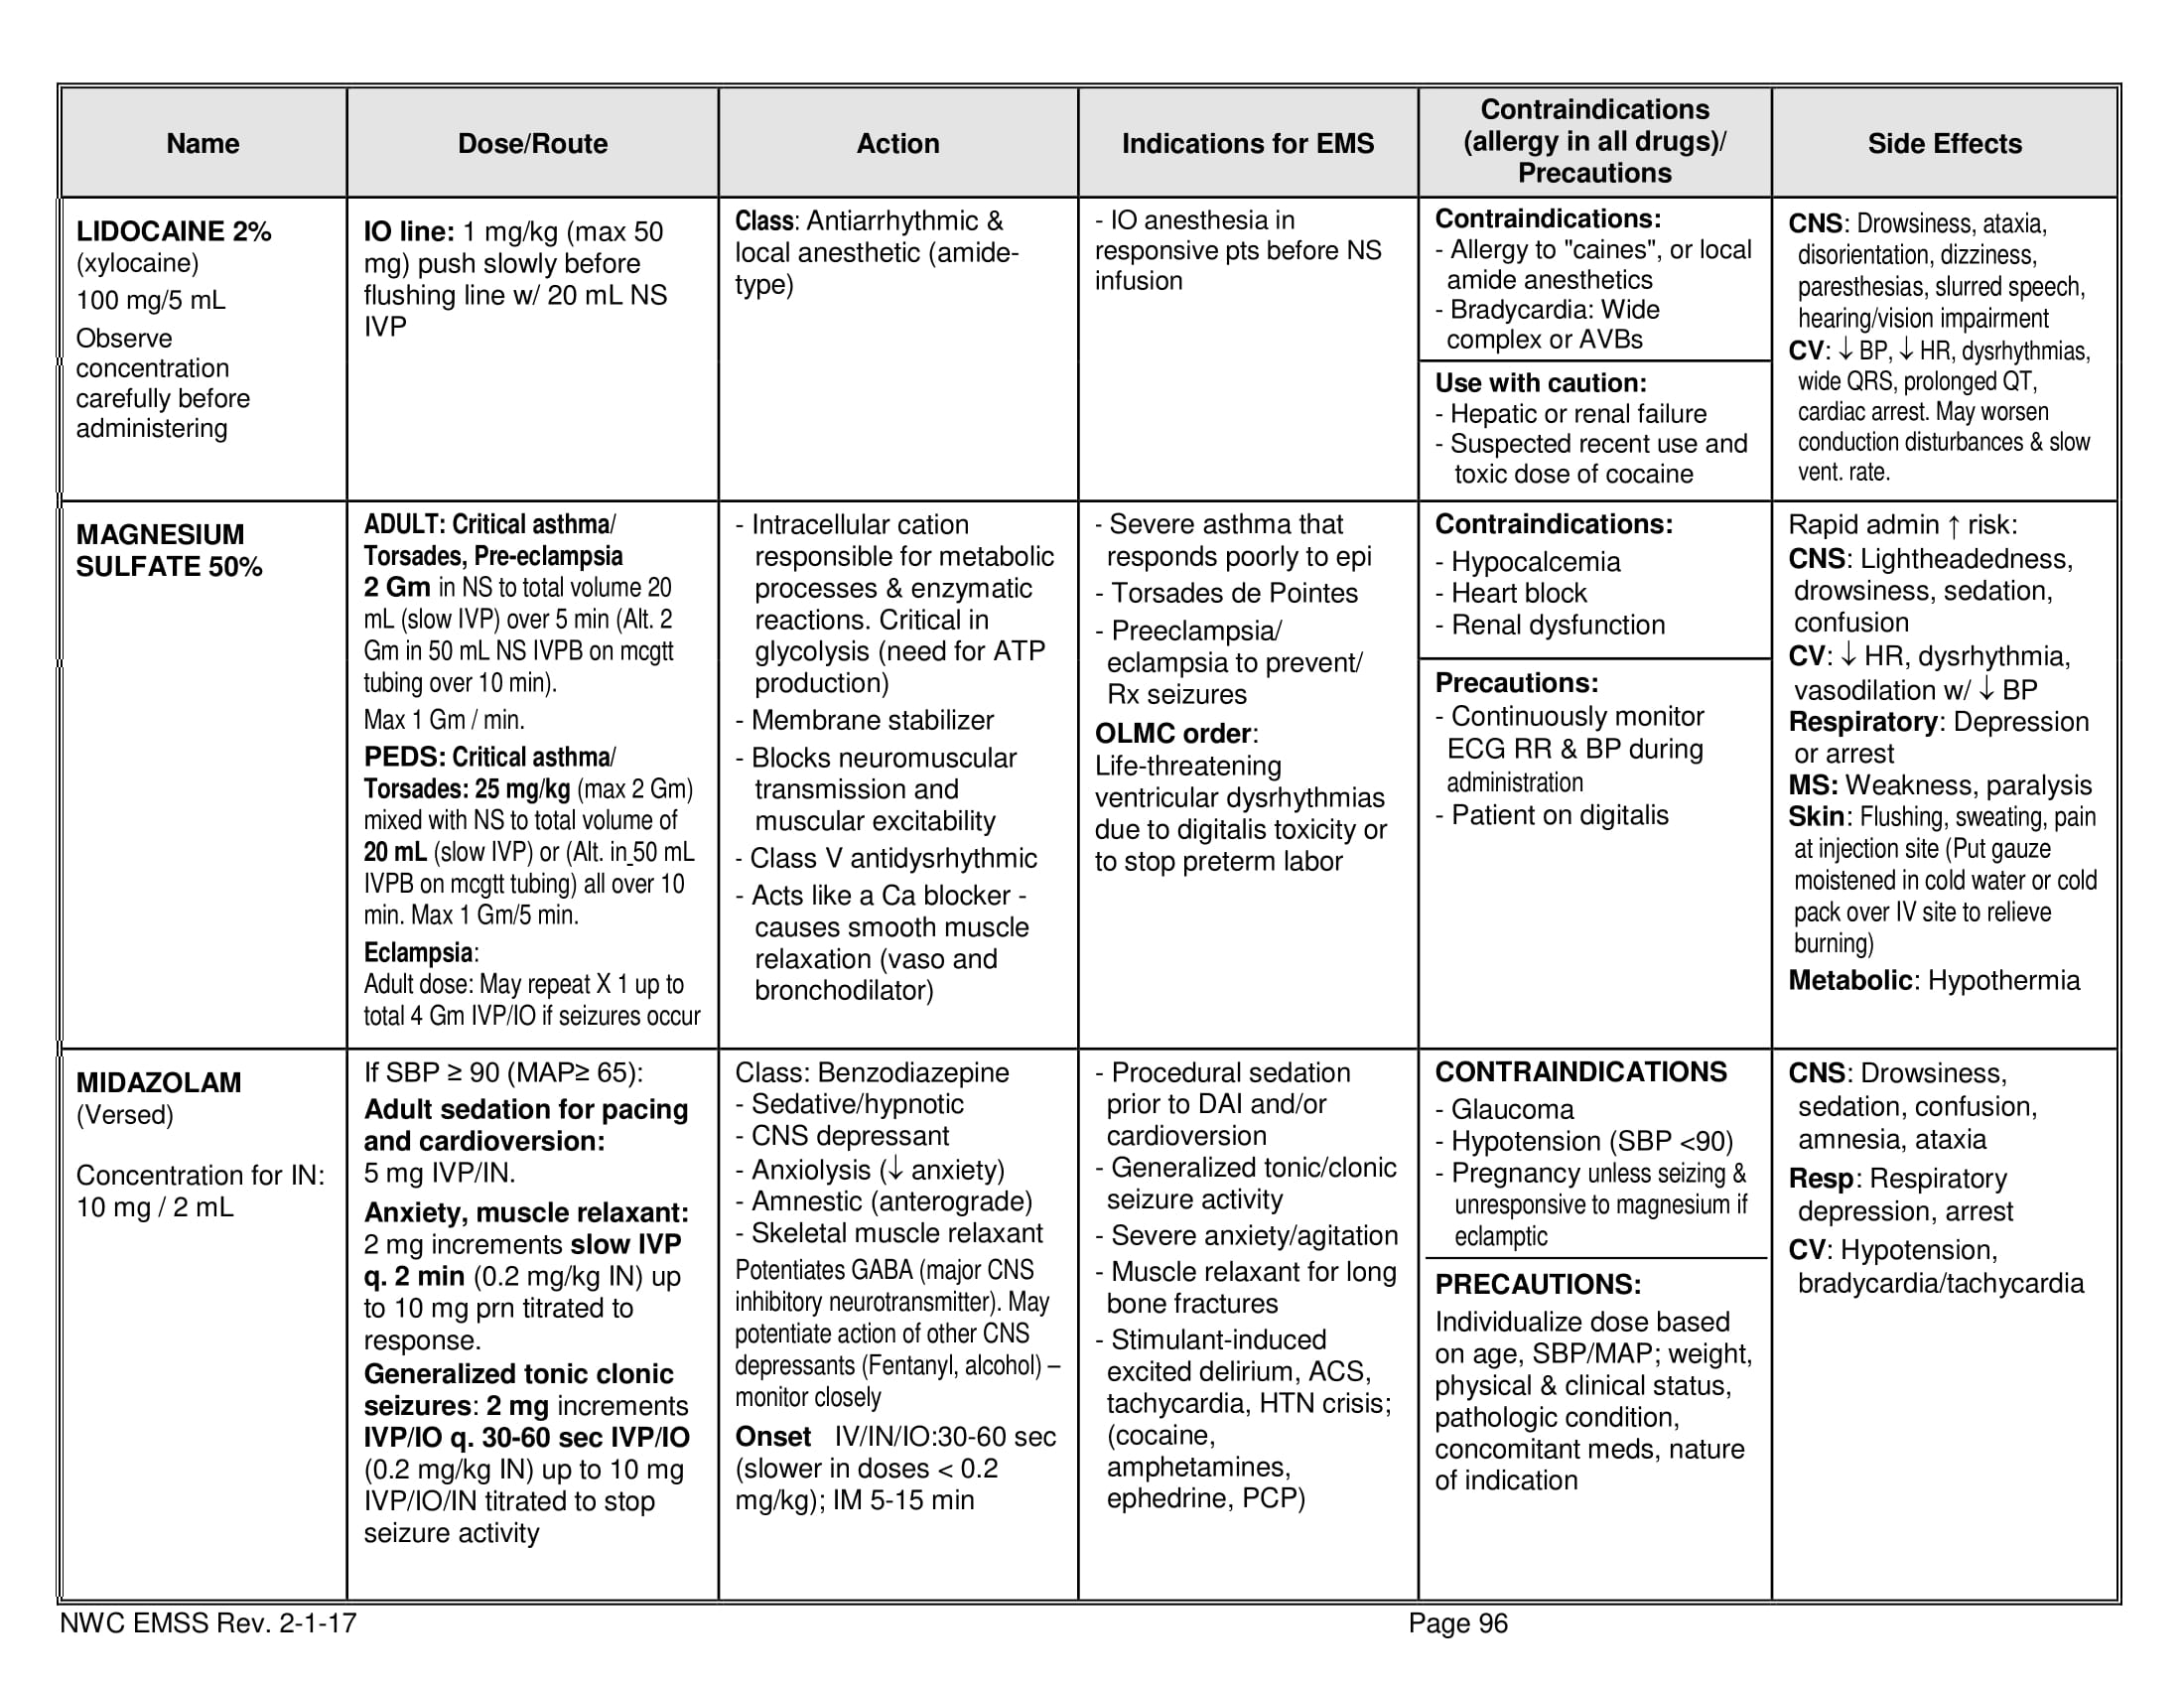 Name
Dose/Route
Action
Indications for EMS
Contraindications
(allergy in all drugs)/
Precautions
Side Effects
LIDOCAINE 2%
(xylocaine)
100 mg/5 mL
Observe
concentration
carefully before
administering
IO line: 1 mg/kg (max 50
mg) push slowly before
flushing line w/ 20 mL NS
IVP
Class: Antiarrhythmic &
local anesthetic (amide-
type)
- IO anesthesia in
responsive pts before NS
infusion
Contraindications:
- Allergy to "caines", or local
amide anesthetics
- Bradycardia: Wide
complex or AVBs
Use with caution:
- Hepatic or renal failure
- Suspected recent use and
toxic dose of cocaine
CNS: Drowsiness, ataxia,
disorientation, dizziness,
paresthesias, slurred speech,
hearing/vision impairment
CV: ↓ BP, ↓ HR, dysrhythmias,
wide QRS, prolonged QT,
cardiac arrest. May worsen
conduction disturbances & slow
vent. rate.
MAGNESIUM
SULFATE 50%
ADULT: Critical asthma/
Torsades, Pre-eclampsia
2 Gm in NS to total volume 20
mL (slow IVP) over 5 min (Alt. 2
Gm in 50 mL NS IVPB on mcgtt
tubing over 10 min).
Max 1 Gm / min.
PEDS: Critical asthma/
Torsades: 25 mg/kg (max 2 Gm)
mixed with NS to total volume of
20 mL (slow IVP) or (Alt. in 50 mL
IVPB on mcgtt tubing) all over 10
min. Max 1 Gm/5 min.
Eclampsia:
Adult dose: May repeat X 1 up to
total 4 Gm IVP/IO if seizures occur
- Intracellular cation
responsible for metabolic
processes & enzymatic
reactions. Critical in
glycolysis (need for ATP
production)
- Membrane stabilizer
- Blocks neuromuscular
transmission and
muscular excitability
- Class V antidysrhythmic
- Acts like a Ca blocker -
causes smooth muscle
relaxation (vaso and
bronchodilator)
- Severe asthma that
responds poorly to epi
- Torsades de Pointes
- Preeclampsia/
eclampsia to prevent/
Rx seizures
OLMC order:
Life-threatening
ventricular dysrhythmias
due to digitalis toxicity or
to stop preterm labor
Contraindications:
- Hypocalcemia
- Heart block
- Renal dysfunction
Precautions:
- Continuously monitor
ECG RR & BP during
administration
- Patient on digitalis
Rapid admin ↑ risk:
CNS: Lightheadedness,
drowsiness, sedation,
confusion
CV: ↓ HR, dysrhythmia,
vasodilation w/ ↓ BP
Respiratory: Depression
or arrest
MS: Weakness, paralysis
Skin: Flushing, sweating, pain
at injection site (Put gauze
moistened in cold water or cold
pack over IV site to relieve
burning)
Metabolic: Hypothermia
MIDAZOLAM
(Versed)
Concentration for IN:
10 mg / 2 mL
If SBP ≥ 90 (MAP≥ 65):
Adult sedation for pacing
and cardioversion:
5 mg IVP/IN.
Anxiety, muscle relaxant:
2 mg increments slow IVP
q. 2 min (0.2 mg/kg IN) up
to 10 mg prn titrated to
response.
Generalized tonic clonic
seizures: 2 mg increments
IVP/IO q. 30-60 sec IVP/IO
(0.2 mg/kg IN) up to 10 mg
IVP/IO/IN titrated to stop
seizure activity
Class: Benzodiazepine
- Sedative/hypnotic
- CNS depressant
- Anxiolysis (↓ anxiety)
- Amnestic (anterograde)
- Skeletal muscle relaxant
Potentiates GABA (major CNS
inhibitory neurotransmitter). May
potentiate action of other CNS
depressants (Fentanyl, alcohol) –
monitor closely
Onset IV/IN/IO:30-60 sec
(slower in doses < 0.2
mg/kg); IM 5-15 min
- Procedural sedation
prior to DAI and/or
cardioversion
- Generalized tonic/clonic
seizure activity
- Severe anxiety/agitation
- Muscle relaxant for long
bone fractures
- Stimulant-induced
excited delirium, ACS,
tachycardia, HTN crisis;
(cocaine,
amphetamines,
ephedrine, PCP)
CONTRAINDICATIONS
- Glaucoma
- Hypotension (SBP <90)
- Pregnancy unless seizing &
unresponsive to magnesium if
eclamptic
PRECAUTIONS:
Individualize dose based
on age, SBP/MAP; weight,
physical & clinical status,
pathologic condition,
concomitant meds, nature
of indication
CNS: Drowsiness,
sedation, confusion,
amnesia, ataxia
Resp: Respiratory
depression, arrest
CV: Hypotension,
bradycardia/tachycardia
NWC EMSS Rev. 2-1-17
Page 96